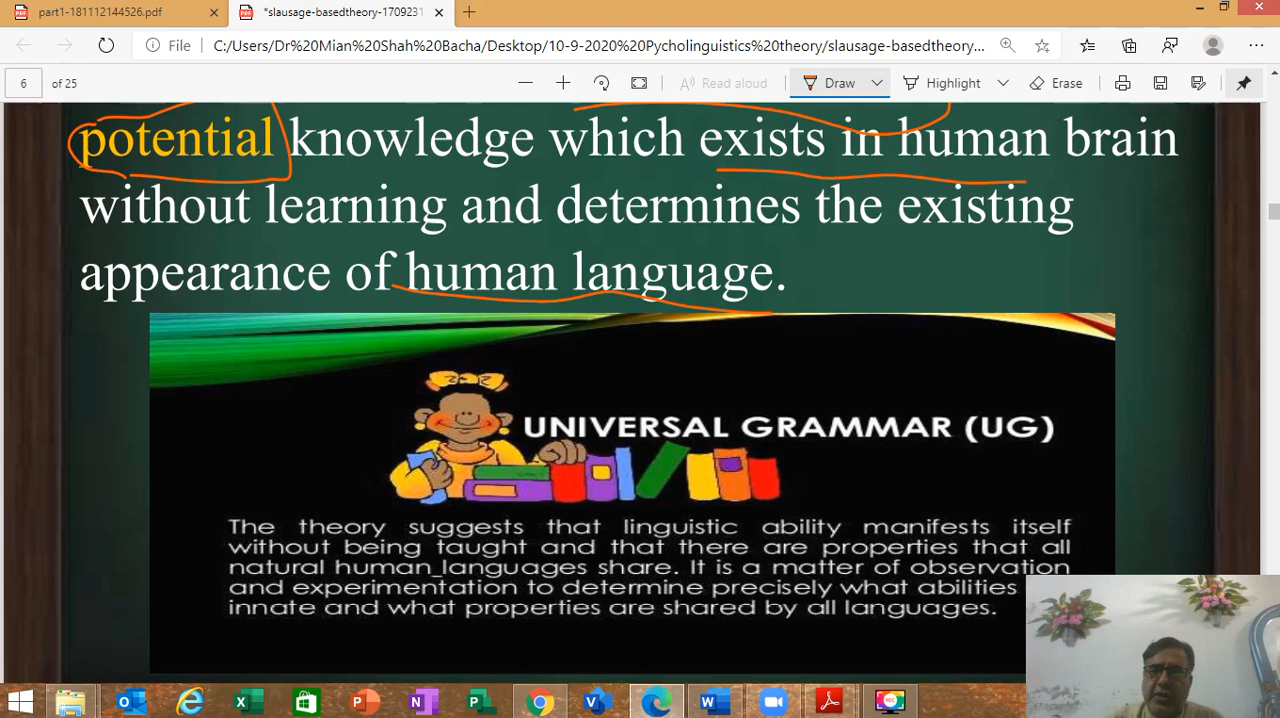 part1-181112144526.pdf
*slausage-basedtheory-1709231
File
C:/Users/Dr%20Mian%20Shah%20Bacha/Desktop/10-9-2020%20Pycholinguistics%20theory/slausage-basedtheory...
6 of 25
Read aloud
Draw
Highlight
Erase
potential knowledge which exists in human brain
without learning and determines the existing
appearance of human language.
UNIVERSAL GRAMMAR (UG)
The theory suggests that linguistic ability manifests itself
without being taught and that there are properties that all
natural human languages share. It is a matter of observation
and experimentation to determine precisely what abilities
innate and what properties are shared by all languages.